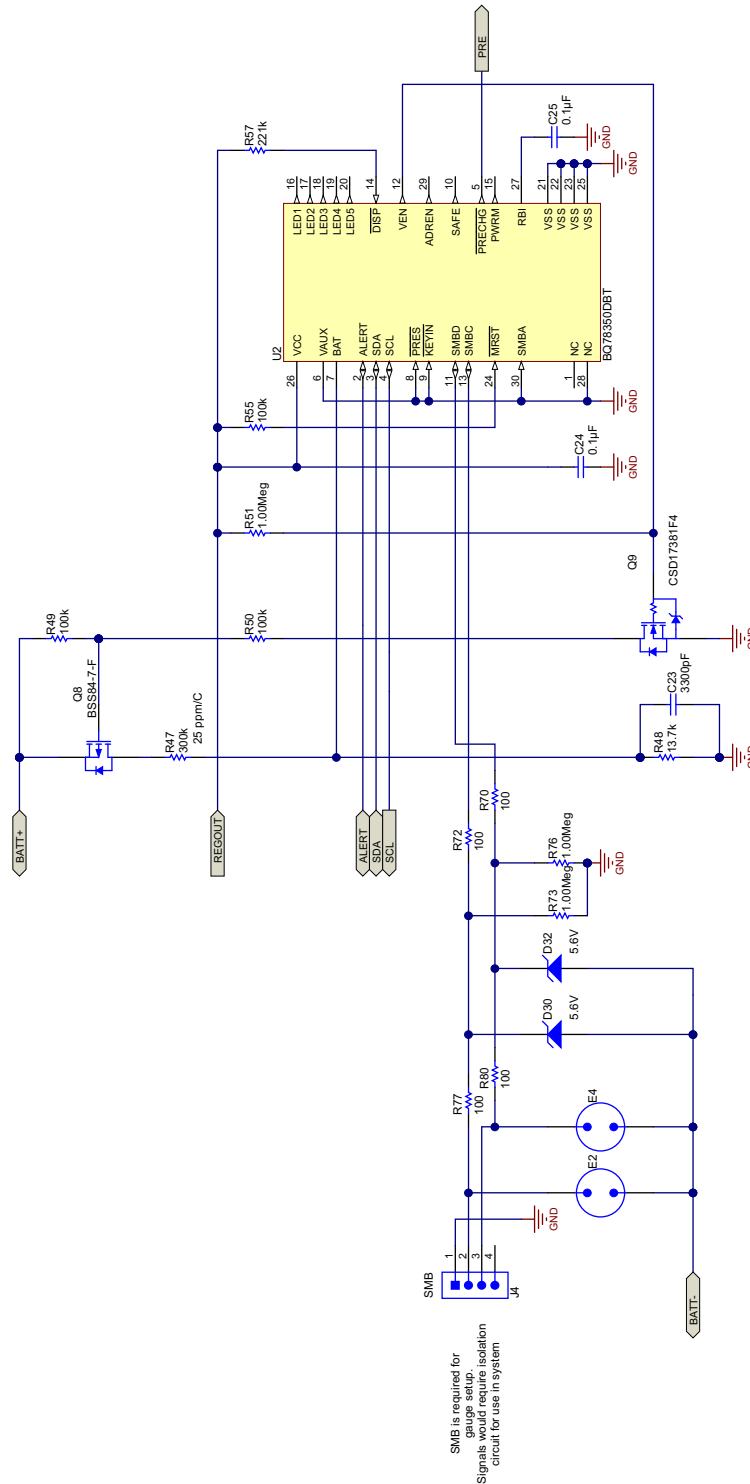 PRE
R57
221k
C25
0.1µF
GND
GND
LED1
LED2
LED3
LED4
LED5
DISP
VEN
ADREN
SAFE
PRECHG
PWRM
RBI
VSS
VSS
VSS
VSS
16
17
18
19
20
14
12
29
10
5
15
27
21
22
23
25
U2
VCC
VAUX
BAT
ALERT
SDA
SCL
PRES
KEYIN
SMBD
SMBC
MRST
SMBA
NC
NC
BQ78350DBT
26
6
7
2
3
4
8
9
11
13
24
30
1
28
GND
R55
100k
C24
0.1µF
GND
R51
1.00Meg
Q9
CSD17381F4
GND
R49
100k
R50
100k
Q8
BSS84-7-F
R47
300k
25 ppm/C
C23
3300pF
R48
13.7k
GND
BATT+
REGOUT
ALERT
SDA
SCL
R72
100
R70
100
R76
1.00Meg
R73
1.00Meg
GND
D32
5.6V
D30
5.6V
R77
100
R80
100
E4
E2
GND
SMB
1
2
3
4
J4
BATT-
SMB is required for
gauge setup.
Signals would require isolation
circuit for use in system